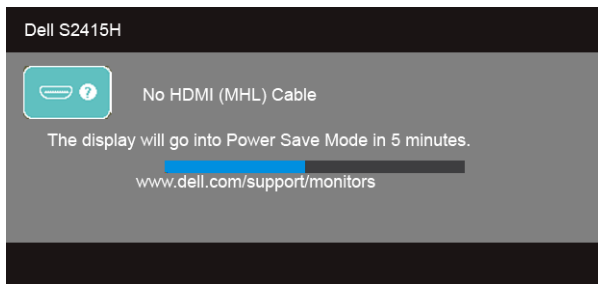 Dell S2415H
?
No HDMI (MHL) Cable
The display will go into Power Save Mode in 5 minutes.
www.dell.com/support/monitors